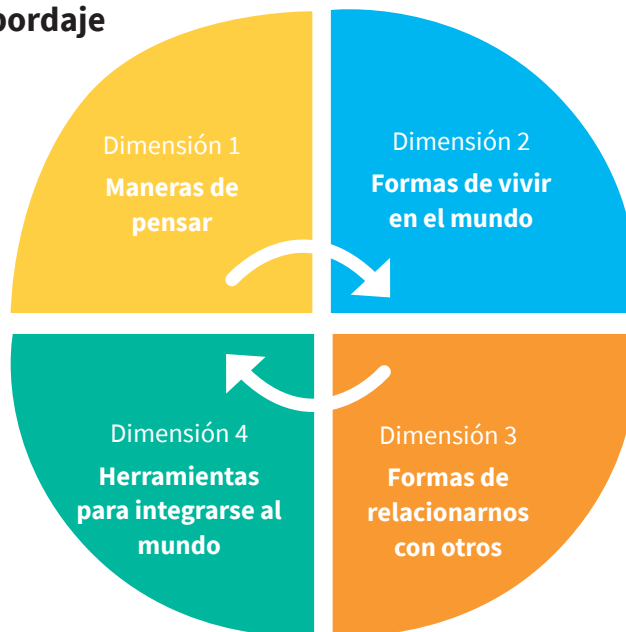 bordaje
Dimensión 1
Maneras de
pensar
Dimensión 2
Formas de vivir
en el mundo
Dimensión 4
Herramientas
para integrarse al
mundo
Dimensión 3
Formas de
relacionarnos
con otros